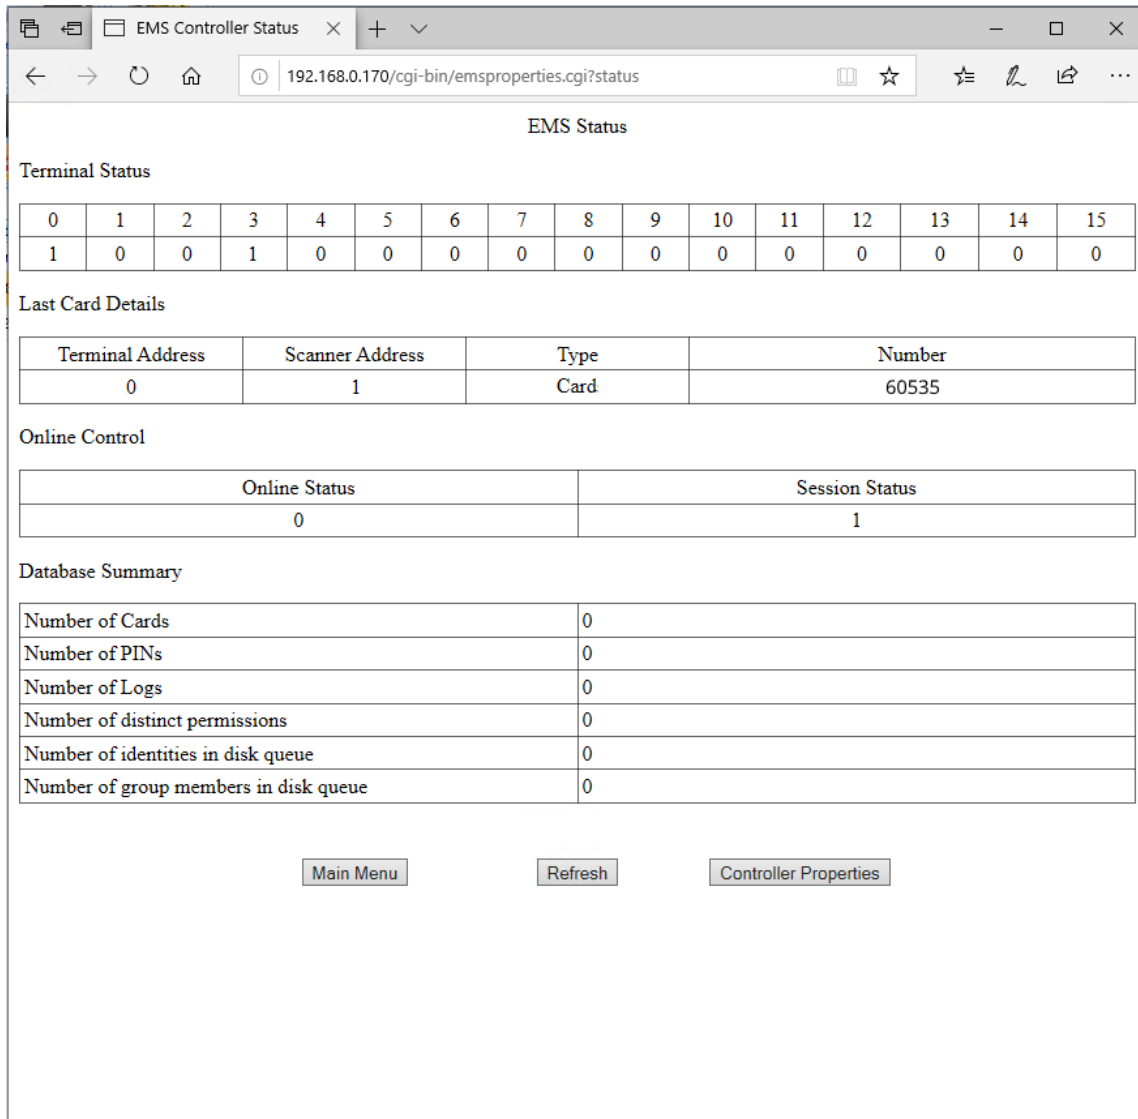 EMS Controller Status
192.168.0.170/cgi-bin/emsproperties.cgi?status
EMS Status
Terminal Status
0 1 2 3 4 5 6 7 8 9 10 11 12 13 14 15
1 0 0 1 0 0 0 0 0 0 0 0 0 0 0 0
Last Card Details
Terminal Address Scanner Address Type Number
0 1 Card 60535
Online Control
Online Status Session Status
0 1
Database Summary
Number of Cards 0
Number of PINs 0
Number of Logs 0
Number of distinct permissions 0
Number of identities in disk queue 0
Number of group members in disk queue 0
Main Menu Refresh Controller Properties